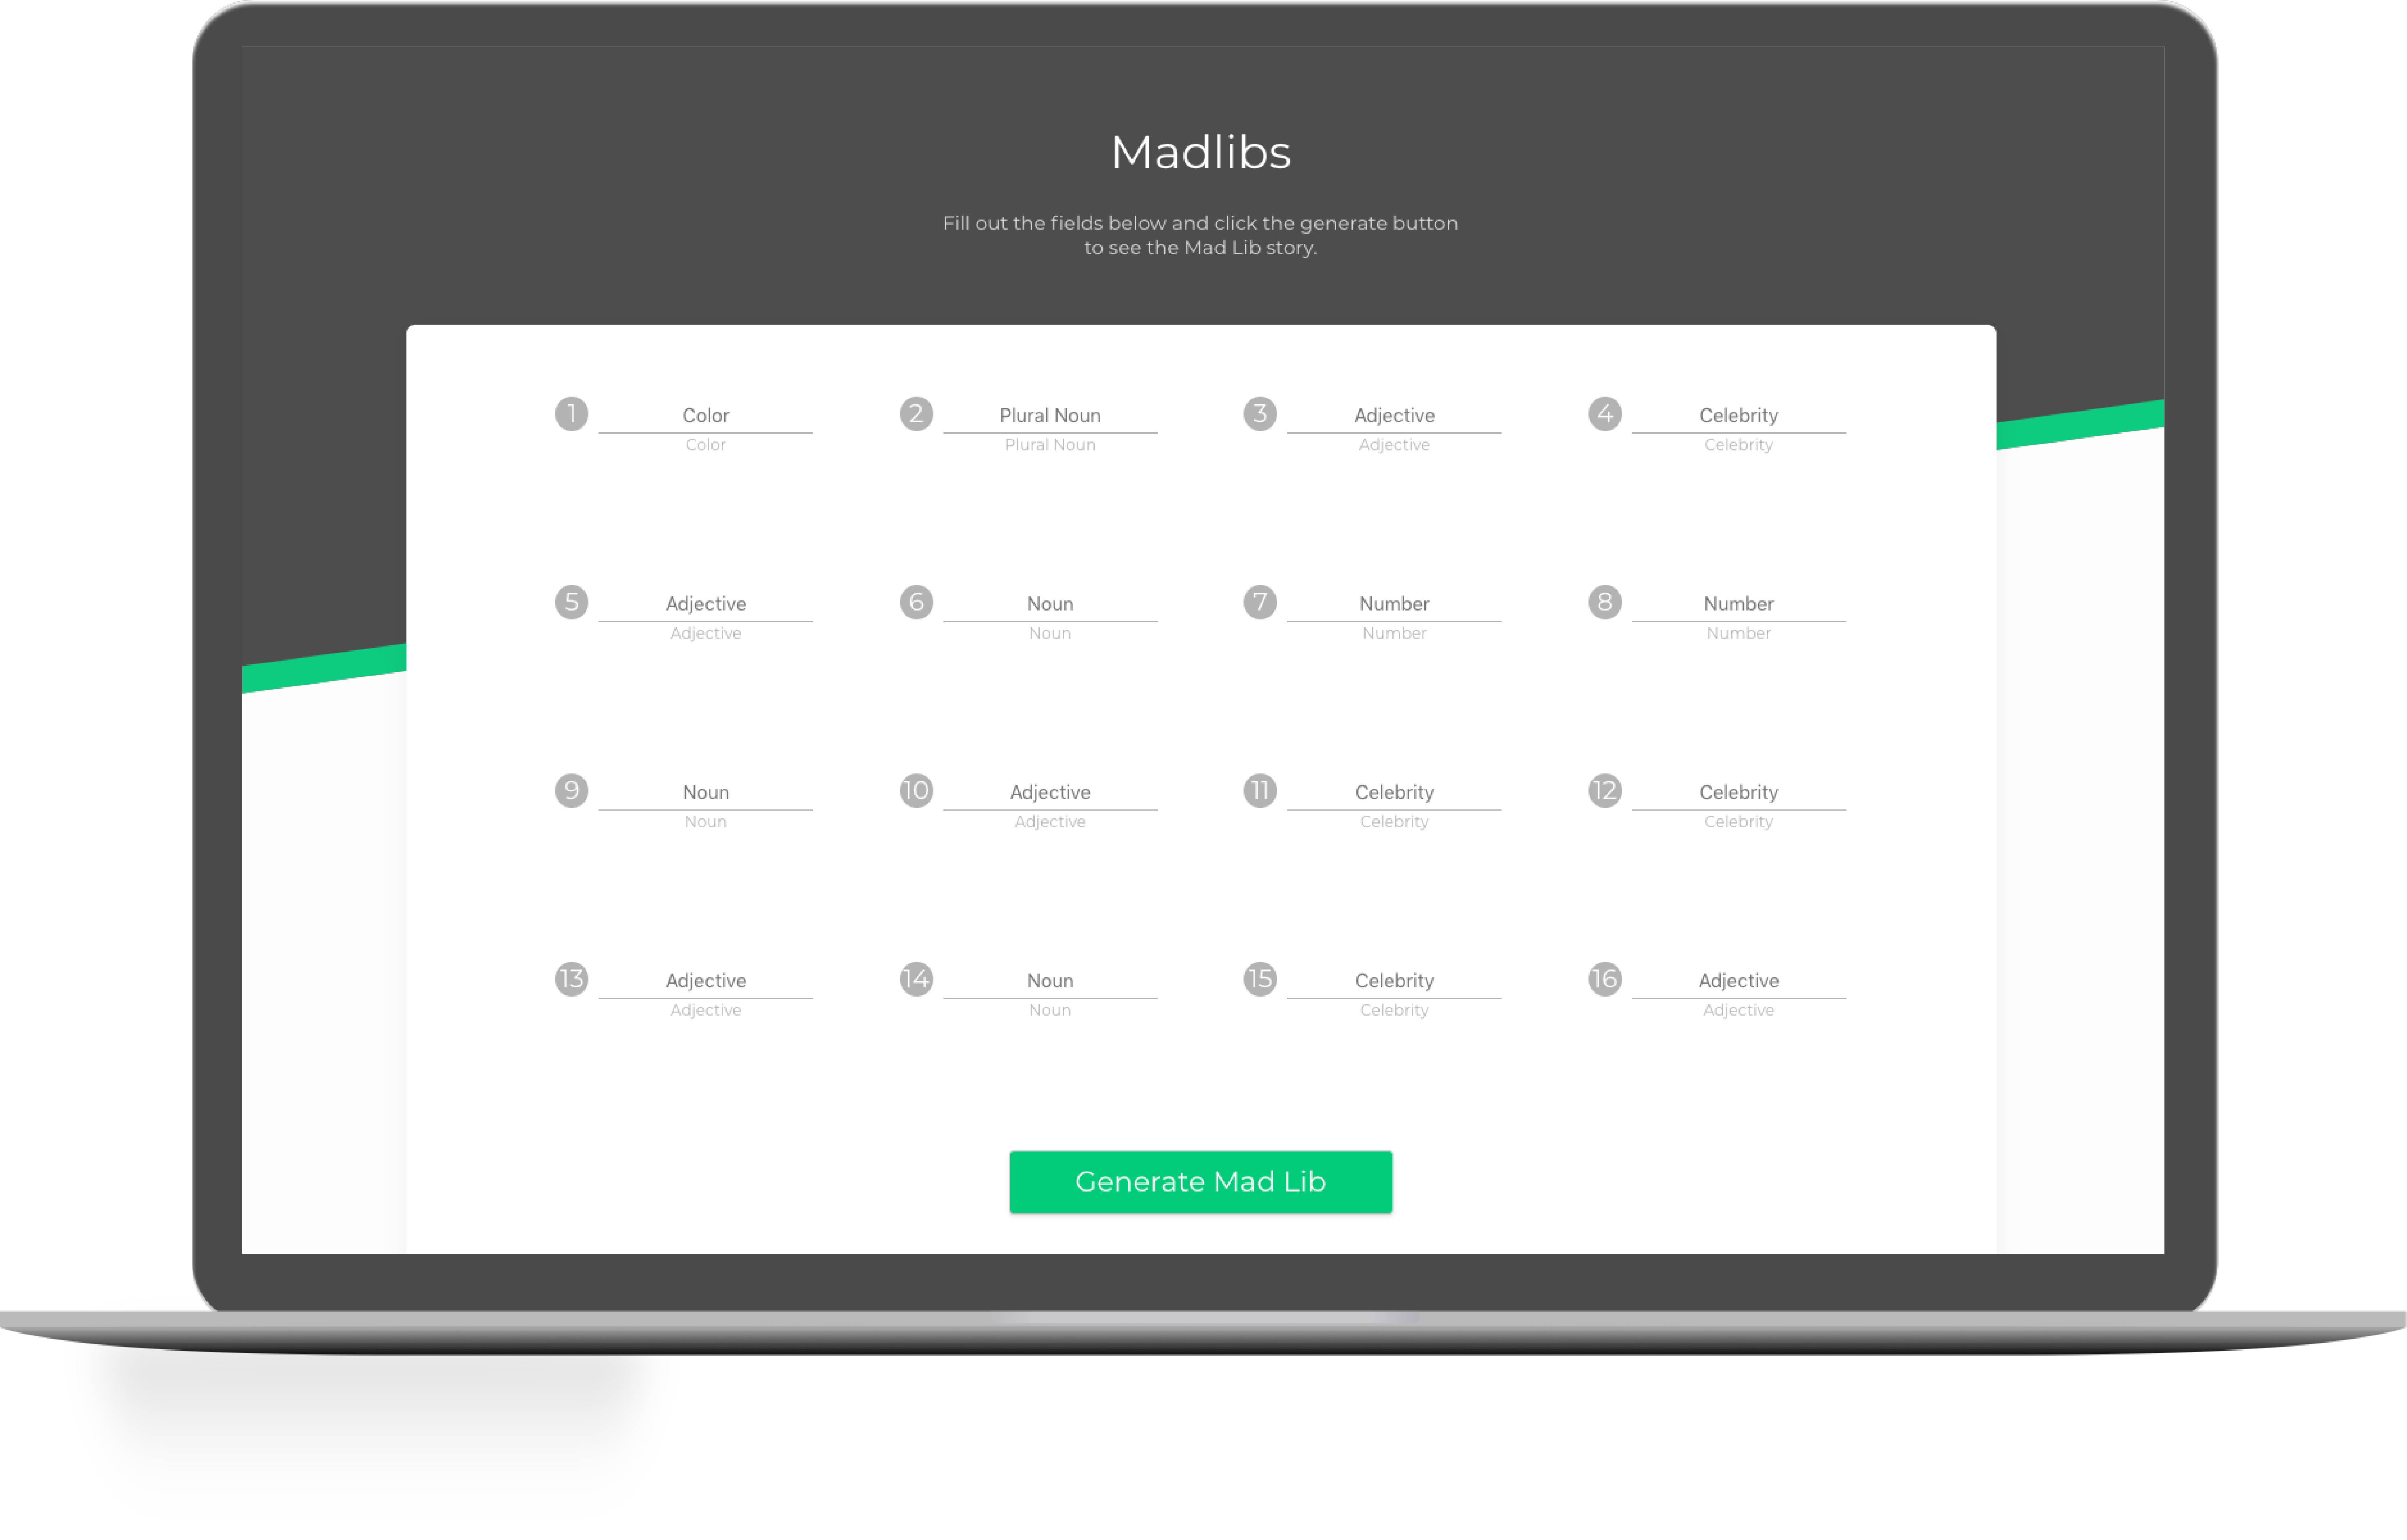 Madlibs
Fill out the fields below and click the generate button
to see the Mad Lib story.
1 Color 2 Plural Noun 3 Adjective 4 Celebrity
Color Plural Noun Adjective Celebrity
5 Adjective 6 Noun 7 Number 8 Number
Adjective Noun Number Number
9 Noun 10 Adjective 11 Celebrity 12 Celebrity
Noun Adjective Celebrity Celebrity
13 Adjective 14 Noun 15 Celebrity 16 Adjective
Adjective Noun Celebrity Adjective
Generate Mad Lib